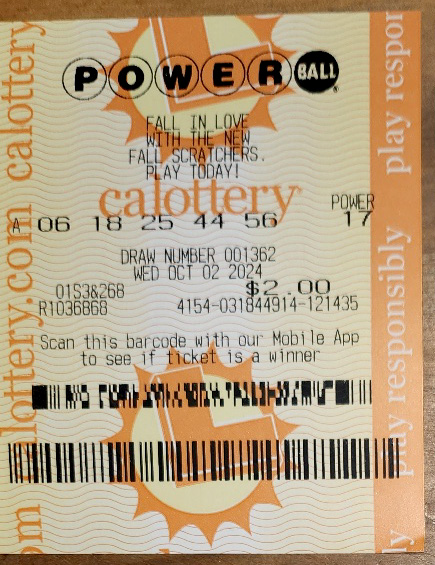 POWERBALL
FALL IN LOVE
WITH THE NEW
FALL SCRATCHERS.
PLAY TODAY!
calottery
POWER
A 06 18 25 44 56 17
DRAW NUMBER 001362
WED OCT 02 2024
01S3&268 $2.00
R1036868 4154-031844914-121435
Scan this barcode with our Mobile App
to see if ticket is a winner
calottery.com calottery
play responsibly play respor